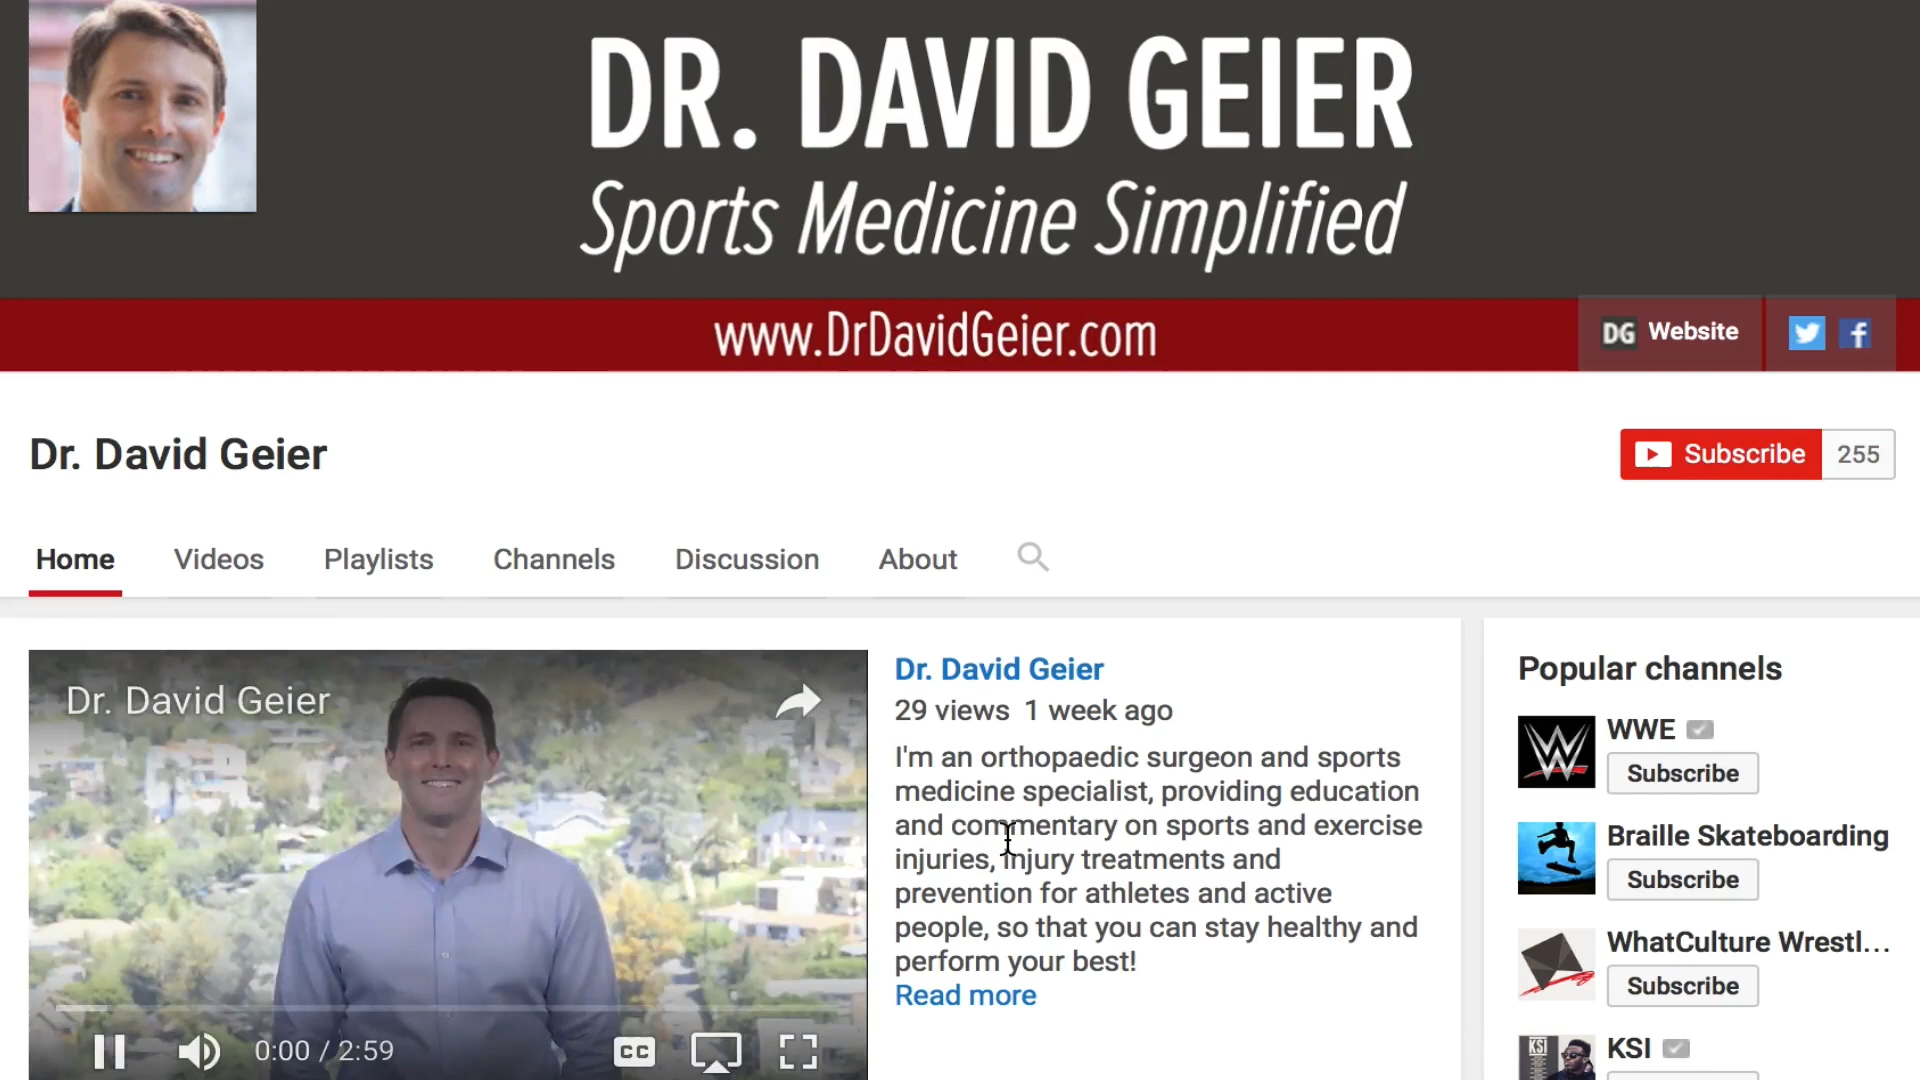 DR. DAVID GEIER
Sports Medicine Simplified
www.DrDavidGeier.com
DG Website
Dr. David Geier
Subscribe 255
Home Videos Playlists Channels Discussion About
Dr. David Geier
0:00 / 2:59
CC
Dr. David Geier
29 views 1 week ago
I'm an orthopaedic surgeon and sports
medicine specialist, providing education
and commentary on sports and exercise
injuries, injury treatments and
prevention for athletes and active
people, so that you can stay healthy and
perform your best!
Read more
Popular channels
WWE
Subscribe
Braille Skateboarding
Subscribe
WhatCulture Wrestl...
Subscribe
KSI
KSI